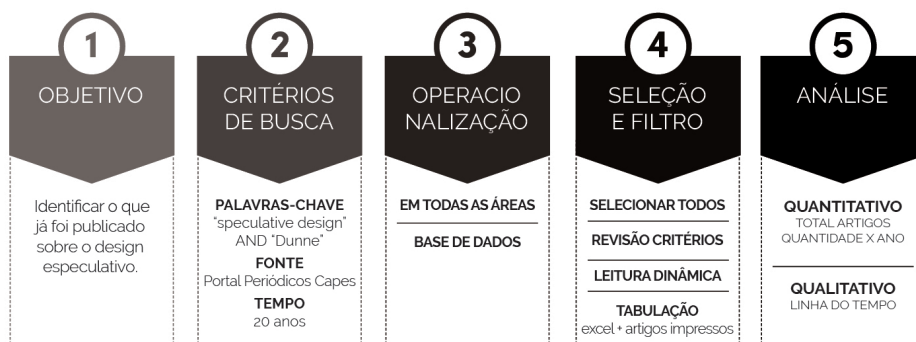 1
OBJETIVO
Identificar o que
já foi publicado
sobre o design
especulativo.
2
CRITÉRIOS
DE BUSCA
PALAVRAS-CHAVE
“speculative design”
AND “Dunne”
FONTE
Portal Periódicos Capes
TEMPO
20 anos
3
OPERACIO
NALIZAÇÃO
EM TODAS AS ÁREAS
BASE DE DADOS
4
SELEÇÃO
E FILTRO
SELECIONAR TODOS
REVISÃO CRITÉRIOS
LEITURA DINÂMICA
TABULAÇÃO
excel + artigos impressos
5
ANÁLISE
QUANTITATIVO
TOTAL ARTIGOS
QUANTIDADE X ANO
QUALITATIVO
LINHA DO TEMPO